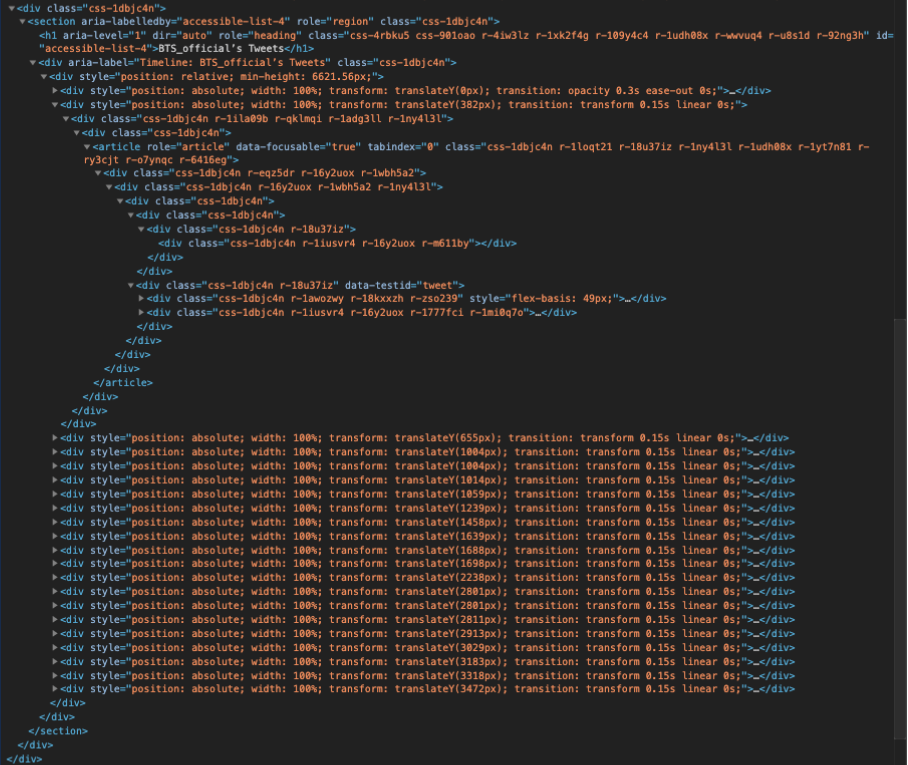 ▼<div class="css-1dbjc4n">
▼<section aria-labelledby="accessible-list-4" role="region" class="css-1dbjc4n">
<h1 aria-level="1" dir="auto" role="heading" class="css-4rbku5 css-901oao r-4iw3lz r-1xk2f4g r-109y4c4 r-1udh08x r-wwvuq4 r-u8s1d r-92ng3h" id=
"accessible-list-4">BTS_official’s Tweets</h1>
▼<div aria-label="Timeline: BTS_official’s Tweets" class="css-1dbjc4n">
▼<div style="position: relative; min-height: 6621.56px;">
▶<div style="position: absolute; width: 100%; transform: translateY(0px); transition: opacity 0.3s ease-out 0s;">…</div>
▼<div style="position: absolute; width: 100%; transform: translateY(382px); transition: transform 0.15s linear 0s;">
▼<div class="css-1dbjc4n r-1ila09b r-qklmqi r-1adg3ll r-1ny4l3l">
▼<div class="css-1dbjc4n">
▼<article role="article" data-focusable="true" tabindex="0" class="css-1dbjc4n r-1loqt21 r-18u37iz r-1ny4l3l r-1udh08x r-1yt7n81 r-
ry3cjt r-o7ynqc r-6416eg">
▼<div class="css-1dbjc4n r-eqz5dr r-16y2uox r-1wbh5a2">
▼<div class="css-1dbjc4n r-16y2uox r-1wbh5a2 r-1ny4l3l">
▼<div class="css-1dbjc4n">
▼<div class="css-1dbjc4n">
▼<div class="css-1dbjc4n r-18u37iz">
<div class="css-1dbjc4n r-1iusvr4 r-16y2uox r-m611by"></div>
</div>
</div>
▼<div class="css-1dbjc4n r-18u37iz" data-testid="tweet">
▶<div class="css-1dbjc4n r-1awozwy r-18kxxzh r-zso239" style="flex-basis: 49px;">…</div>
▶<div class="css-1dbjc4n r-1iusvr4 r-16y2uox r-1777fci r-1mi0q7o">…</div>
</div>
</div>
</div>
</div>
</article>
</div>
</div>
</div>
▶<div style="position: absolute; width: 100%; transform: translateY(655px); transition: transform 0.15s linear 0s;">…</div>
▶<div style="position: absolute; width: 100%; transform: translateY(1004px); transition: transform 0.15s linear 0s;">…</div>
▶<div style="position: absolute; width: 100%; transform: translateY(1004px); transition: transform 0.15s linear 0s;">…</div>
▶<div style="position: absolute; width: 100%; transform: translateY(1014px); transition: transform 0.15s linear 0s;">…</div>
▶<div style="position: absolute; width: 100%; transform: translateY(1059px); transition: transform 0.15s linear 0s;">…</div>
▶<div style="position: absolute; width: 100%; transform: translateY(1239px); transition: transform 0.15s linear 0s;">…</div>
▶<div style="position: absolute; width: 100%; transform: translateY(1458px); transition: transform 0.15s linear 0s;">…</div>
▶<div style="position: absolute; width: 100%; transform: translateY(1639px); transition: transform 0.15s linear 0s;">…</div>
▶<div style="position: absolute; width: 100%; transform: translateY(1688px); transition: transform 0.15s linear 0s;">…</div>
▶<div style="position: absolute; width: 100%; transform: translateY(1698px); transition: transform 0.15s linear 0s;">…</div>
▶<div style="position: absolute; width: 100%; transform: translateY(2238px); transition: transform 0.15s linear 0s;">…</div>
▶<div style="position: absolute; width: 100%; transform: translateY(2801px); transition: transform 0.15s linear 0s;">…</div>
▶<div style="position: absolute; width: 100%; transform: translateY(2801px); transition: transform 0.15s linear 0s;">…</div>
▶<div style="position: absolute; width: 100%; transform: translateY(2811px); transition: transform 0.15s linear 0s;">…</div>
▶<div style="position: absolute; width: 100%; transform: translateY(2913px); transition: transform 0.15s linear 0s;">…</div>
▶<div style="position: absolute; width: 100%; transform: translateY(3029px); transition: transform 0.15s linear 0s;">…</div>
▶<div style="position: absolute; width: 100%; transform: translateY(3183px); transition: transform 0.15s linear 0s;">…</div>
▶<div style="position: absolute; width: 100%; transform: translateY(3318px); transition: transform 0.15s linear 0s;">…</div>
▶<div style="position: absolute; width: 100%; transform: translateY(3472px); transition: transform 0.15s linear 0s;">…</div>
</div>
</div>
</section>
</div>
</div>